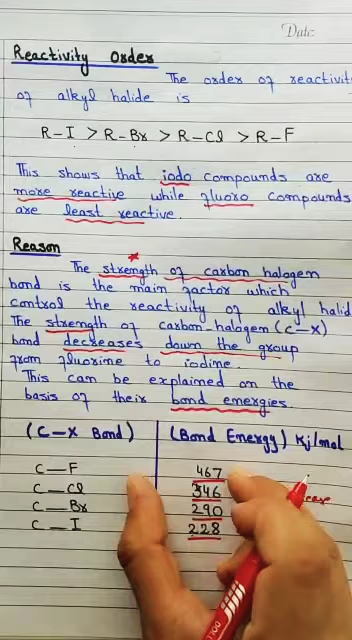 Date:
Reactivity Order
The order of reactivity
of alkyl halide is
R-I > R-Br > R-Cl > R-F
This shows that iodo compounds are
more reactive while fluoro compounds
are least reactive.
Reason
The strength of carbon halogen
bond is the main factor which
control the reactivity of alkyl halid
The strength of carbon-halogen (C-X)
bond decreases down the group
from fluorine to iodine.
This can be explained on the
basis of their bond energies.
(C-X Bond) (Bond Energy) Kj/mol
C-F 467
C-Cl 346
C-Br 290
C-I 228